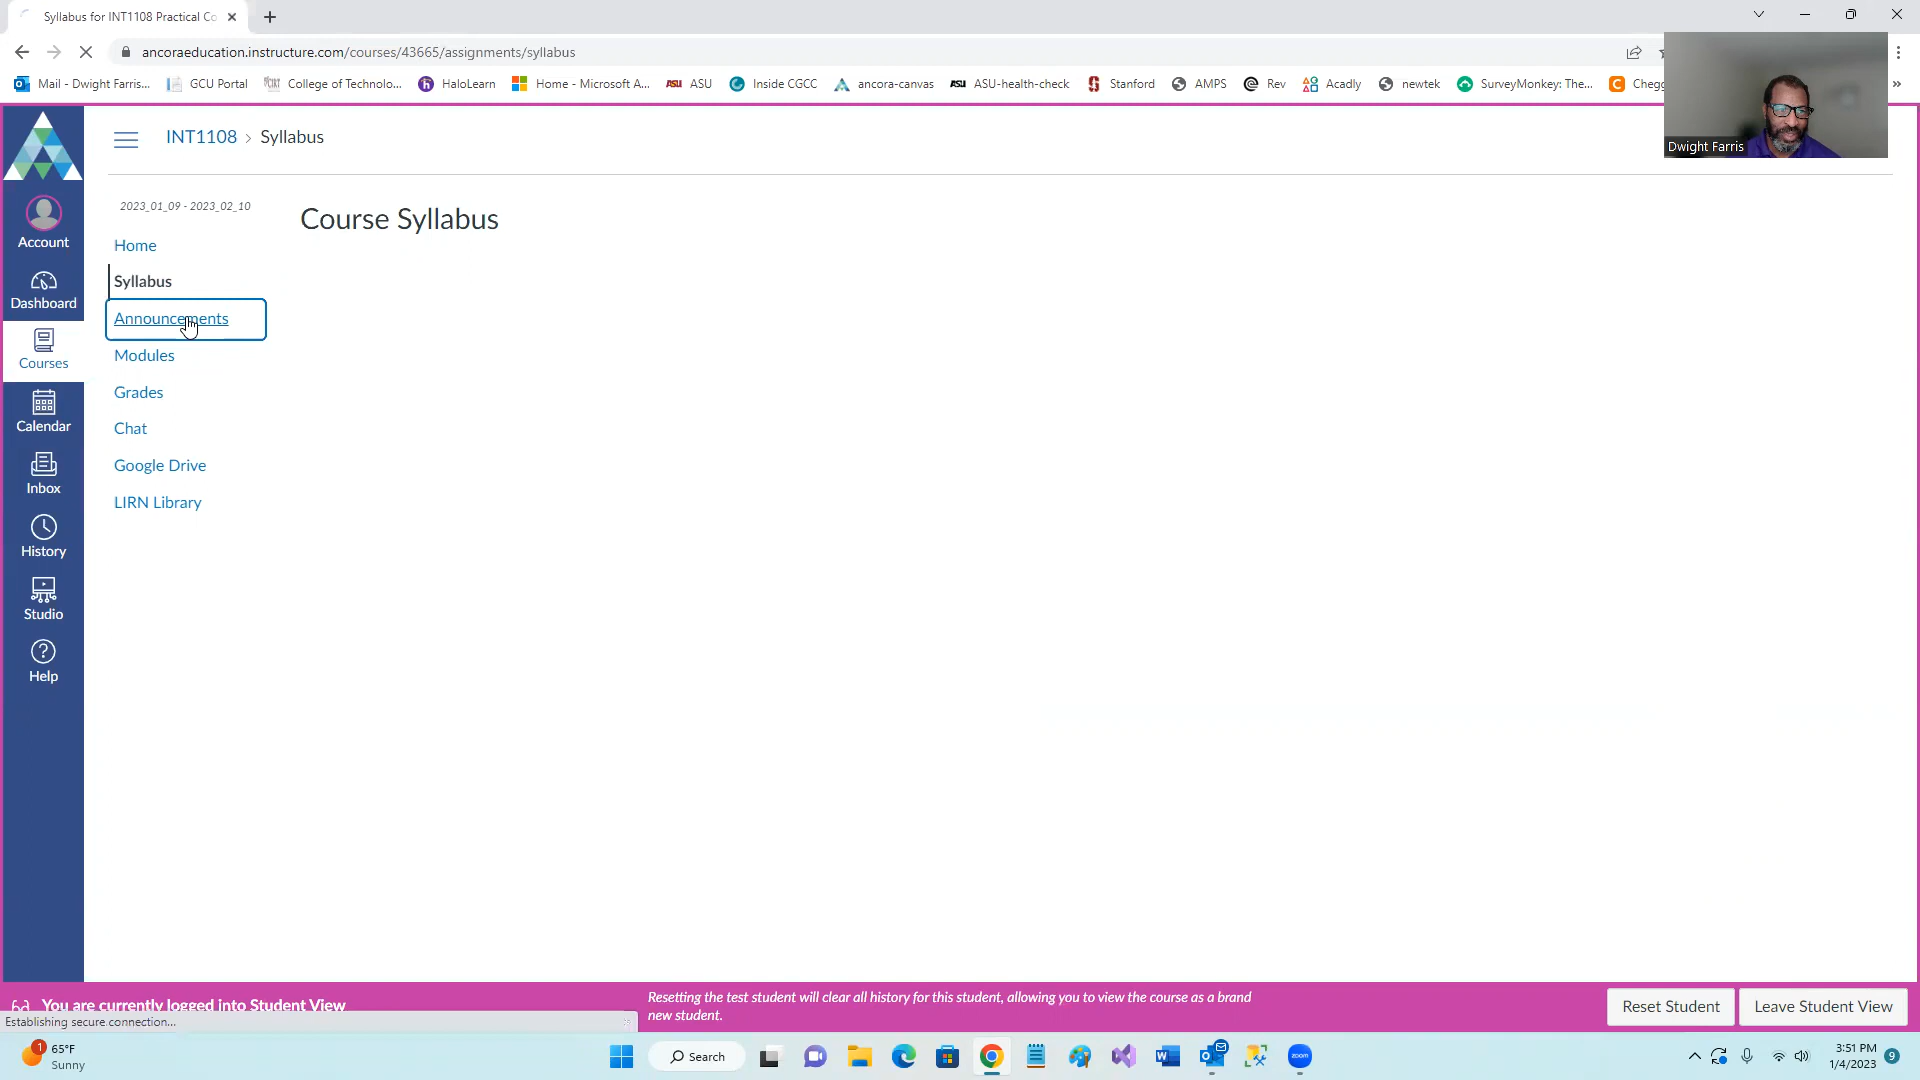 Syllabus for INT1108 Practical Co
ancoraeducation.instructure.com/courses/43665/assignments/syllabus
Mail - Dwight Farris... GCU Portal College of Technolo... HaloLearn Home - Microsoft A... ASU ASU Inside CGCC ancora-canvas ASU ASU-health-check Stanford AMPS Rev Acadly newtek SurveyMonkey: The... Chegg
Dwight Farris
INT1108 › Syllabus
2023_01_09 - 2023_02_10
Course Syllabus
Account
Dashboard
Courses
Calendar
Inbox
History
Studio
Help
Home
Syllabus
Announcements
Modules
Grades
Chat
Google Drive
LIRN Library
You are currently logged into Student View
Establishing secure connection...
Resetting the test student will clear all history for this student, allowing you to view the course as a brand
new student.
Reset Student
Leave Student View
1
65°F
Sunny
Search
zoom
3:51 PM
1/4/2023
9